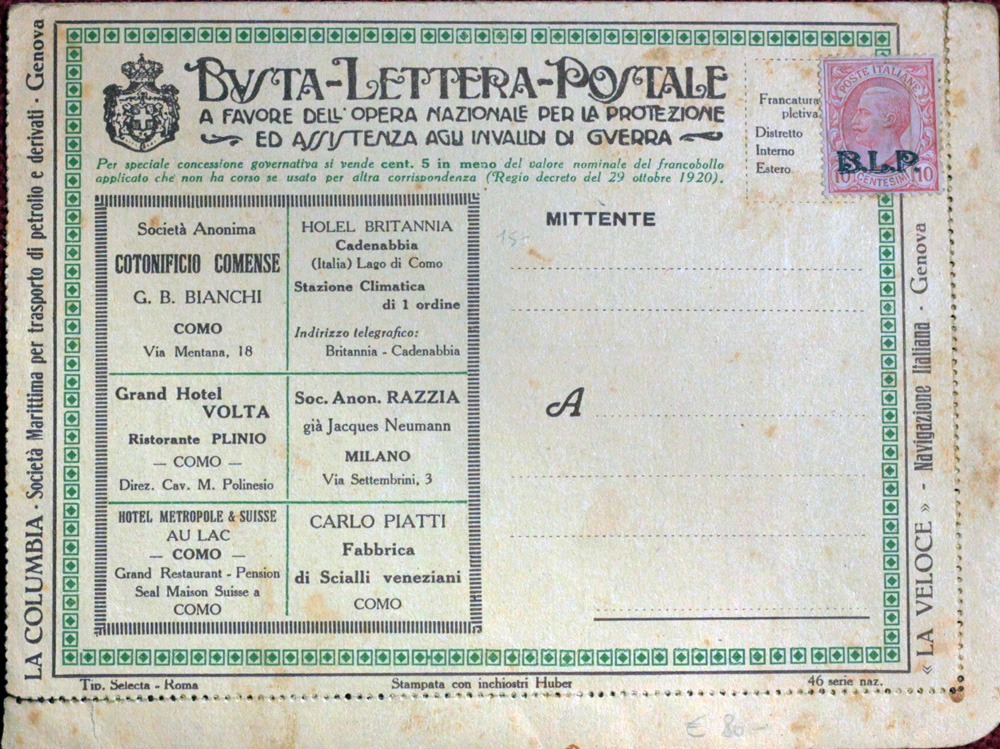 BVSTA-LETTERA-POSTALE
A FAVORE DELL' OPERA NAZIONALE PER LA PROTEZIONE
ED ASSISTENZA AGLI INVALIDI DI GVERRA
Per speciale concessione governativa si vende cent. 5 in meno del valore nominale del francobollo
applicato che non ha corso se usato per altra corrispondenza (Regio decreto del 29 ottobre 1920).
Francatura
pletiva
Distretto
Interno
Estero
POSTE ITALIANE
B.L.P.
10 CENTESIMI 10
Società Anonima
COTONIFICIO COMENSE
G. B. BIANCHI
COMO
Via Mentana, 18
HOLEL BRITANNIA
Cadenabbia
(Italia) Lago di Como
Stazione Climatica
di 1 ordine
Indirizzo telegrafico:
Britannia - Cadenabbia
Grand Hotel
VOLTA
Ristorante PLINIO
— COMO —
Direz. Cav. M. Polinesio
Soc. Anon. RAZZIA
già Jacques Neumann
MILANO
Via Settembrini, 3
HOTEL METROPOLE & SUISSE
AU LAC
— COMO —
Grand Restaurant - Pension
Seal Maison Suisse a
COMO
CARLO PIATTI
Fabbrica
di Scialli veneziani
COMO
MITTENTE
15-
A
LA COLUMBIA - Società Marittima per trasporto di petrolio e derivati - Genova
« LA VELOCE » - Navigazione Italiana - Genova
Tip. Selecta - Roma
Stampata con inchiostri Huber
46 serie naz.
€ 80-